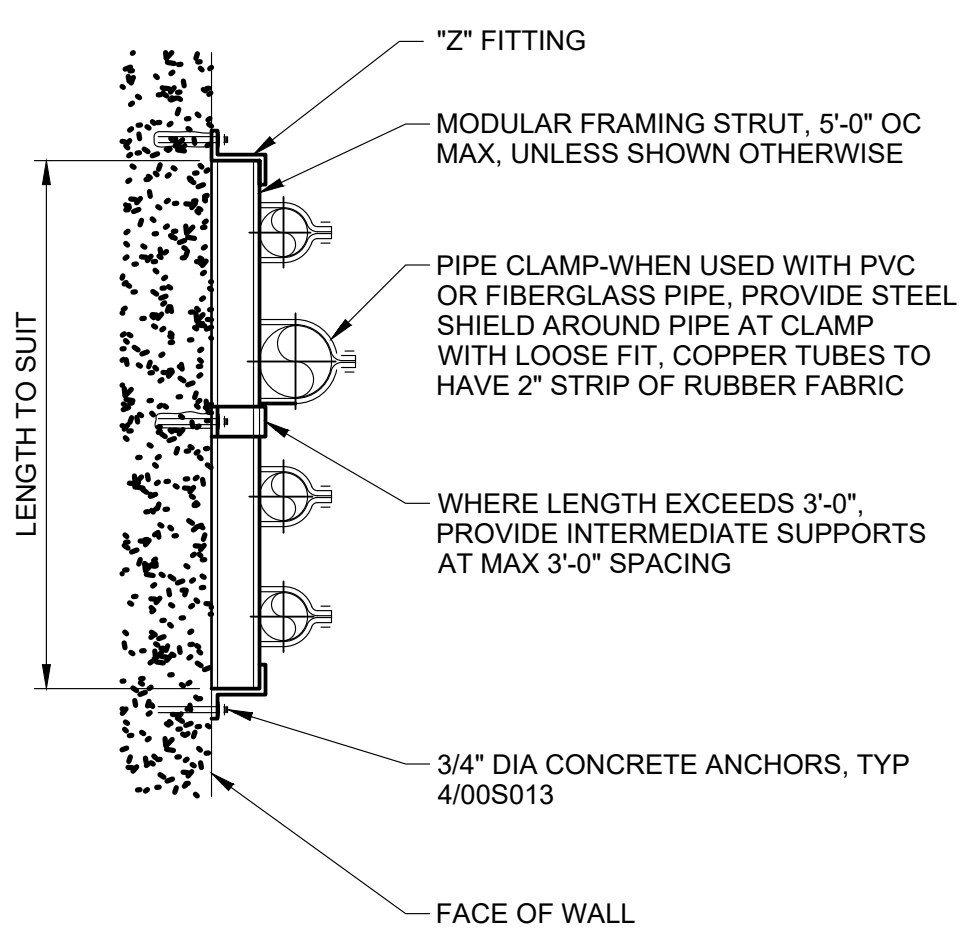 "Z" FITTING
MODULAR FRAMING STRUT, 5'-0" OC
MAX, UNLESS SHOWN OTHERWISE
PIPE CLAMP-WHEN USED WITH PVC
OR FIBERGLASS PIPE, PROVIDE STEEL
SHIELD AROUND PIPE AT CLAMP
WITH LOOSE FIT, COPPER TUBES TO
HAVE 2" STRIP OF RUBBER FABRIC
LENGTH TO SUIT
WHERE LENGTH EXCEEDS 3'-0",
PROVIDE INTERMEDIATE SUPPORTS
AT MAX 3'-0" SPACING
3/4" DIA CONCRETE ANCHORS, TYP
4/00S013
FACE OF WALL